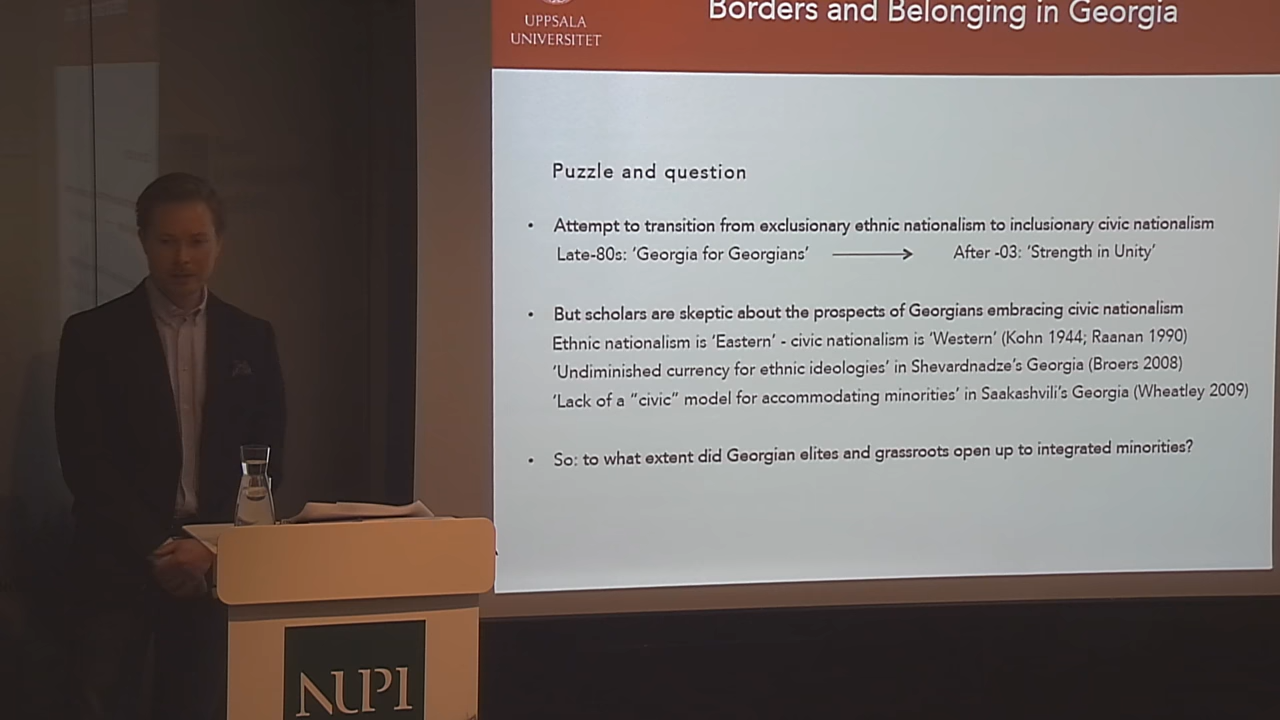 UPPSALA
UNIVERSITET
Borders and Belonging in Georgia
Puzzle and question
• Attempt to transition from exclusionary ethnic nationalism to inclusionary civic nationalism
Late-80s: ‘Georgia for Georgians’ ⟶ After -03: ‘Strength in Unity’
• But scholars are skeptic about the prospects of Georgians embracing civic nationalism
Ethnic nationalism is ‘Eastern’ - civic nationalism is ‘Western’ (Kohn 1944; Raanan 1990)
‘Undiminished currency for ethnic ideologies’ in Shevardnadze’s Georgia (Broers 2008)
‘Lack of a “civic” model for accommodating minorities’ in Saakashvili’s Georgia (Wheatley 2009)
• So: to what extent did Georgian elites and grassroots open up to integrated minorities?
NUPI